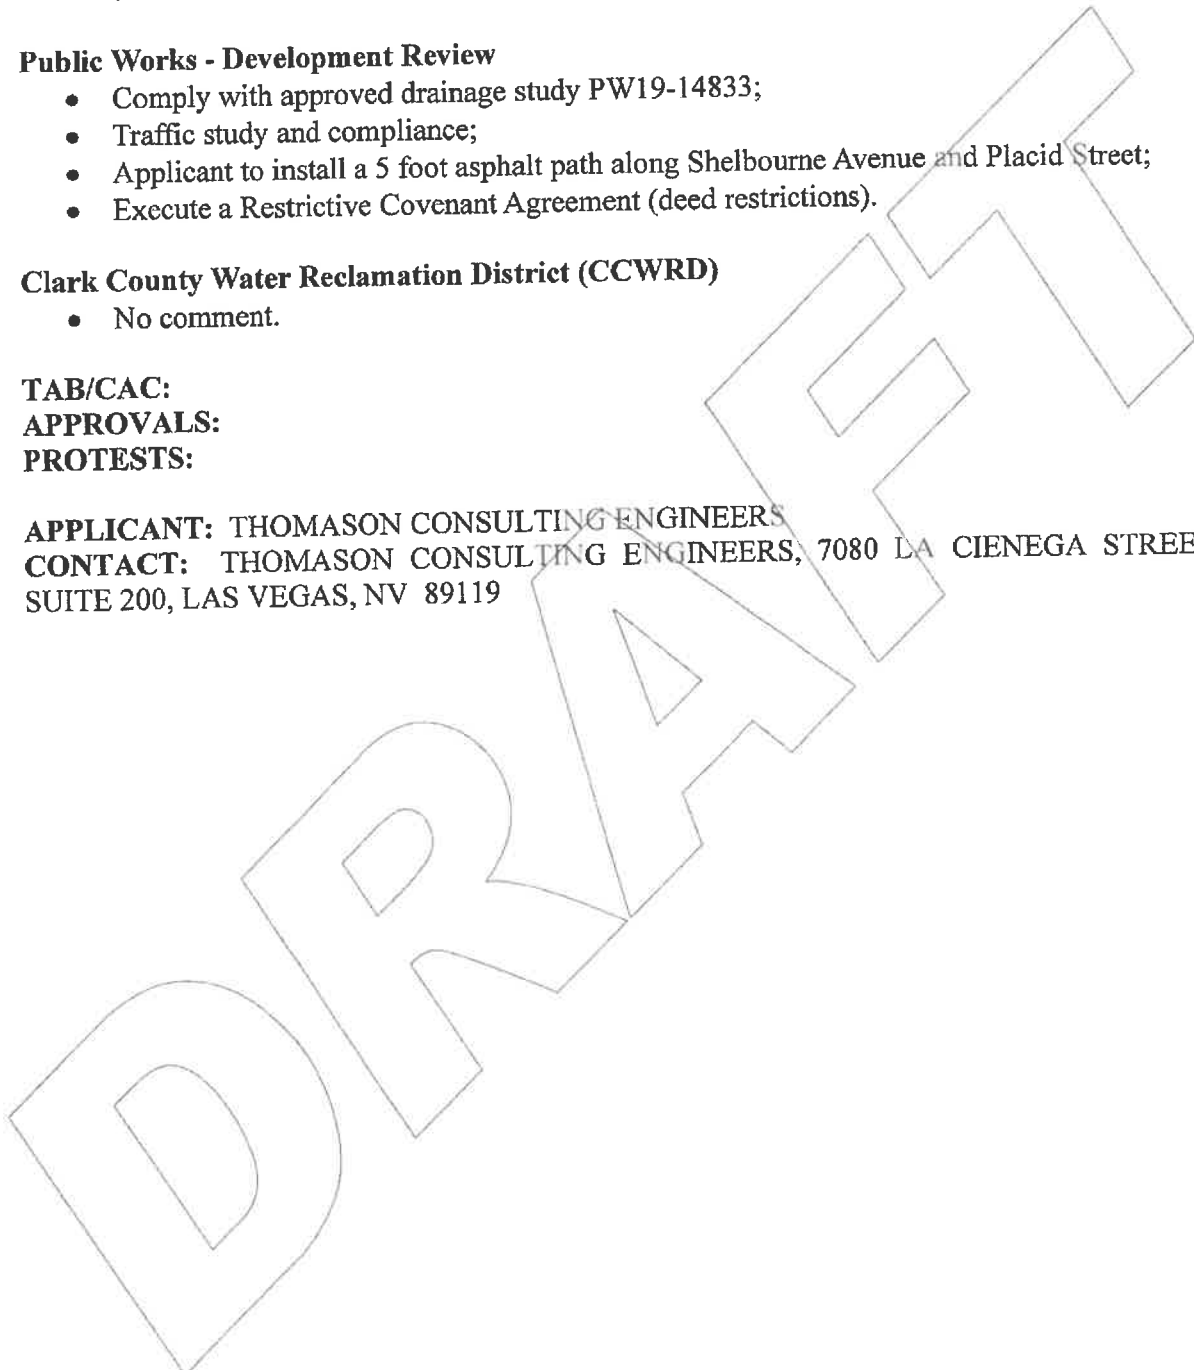 Public Works - Development Review
• Comply with approved drainage study PW19-14833;
• Traffic study and compliance;
• Applicant to install a 5 foot asphalt path along Shelbourne Avenue and Placid Street;
• Execute a Restrictive Covenant Agreement (deed restrictions).
Clark County Water Reclamation District (CCWRD)
• No comment.
TAB/CAC:
APPROVALS:
PROTESTS:
APPLICANT: THOMASON CONSULTING ENGINEERS
CONTACT: THOMASON CONSULTING ENGINEERS, 7080 LA CIENEGA STREE
SUITE 200, LAS VEGAS, NV 89119
DRAFT